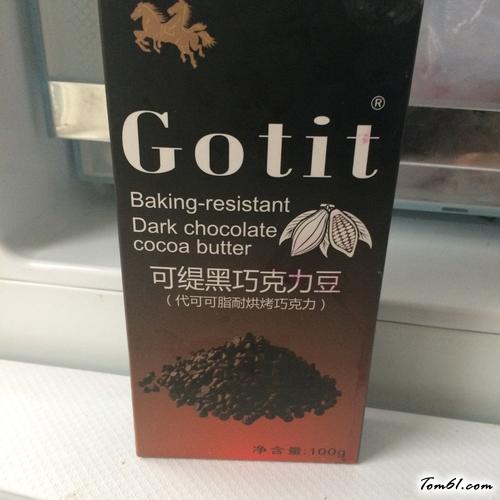 ®
Gotit
Baking-resistant
Dark chocolate
cocoa butter
可缇黑巧克力豆
（代可可脂耐烘烤巧克力）
净含量:100g
Tom61.com